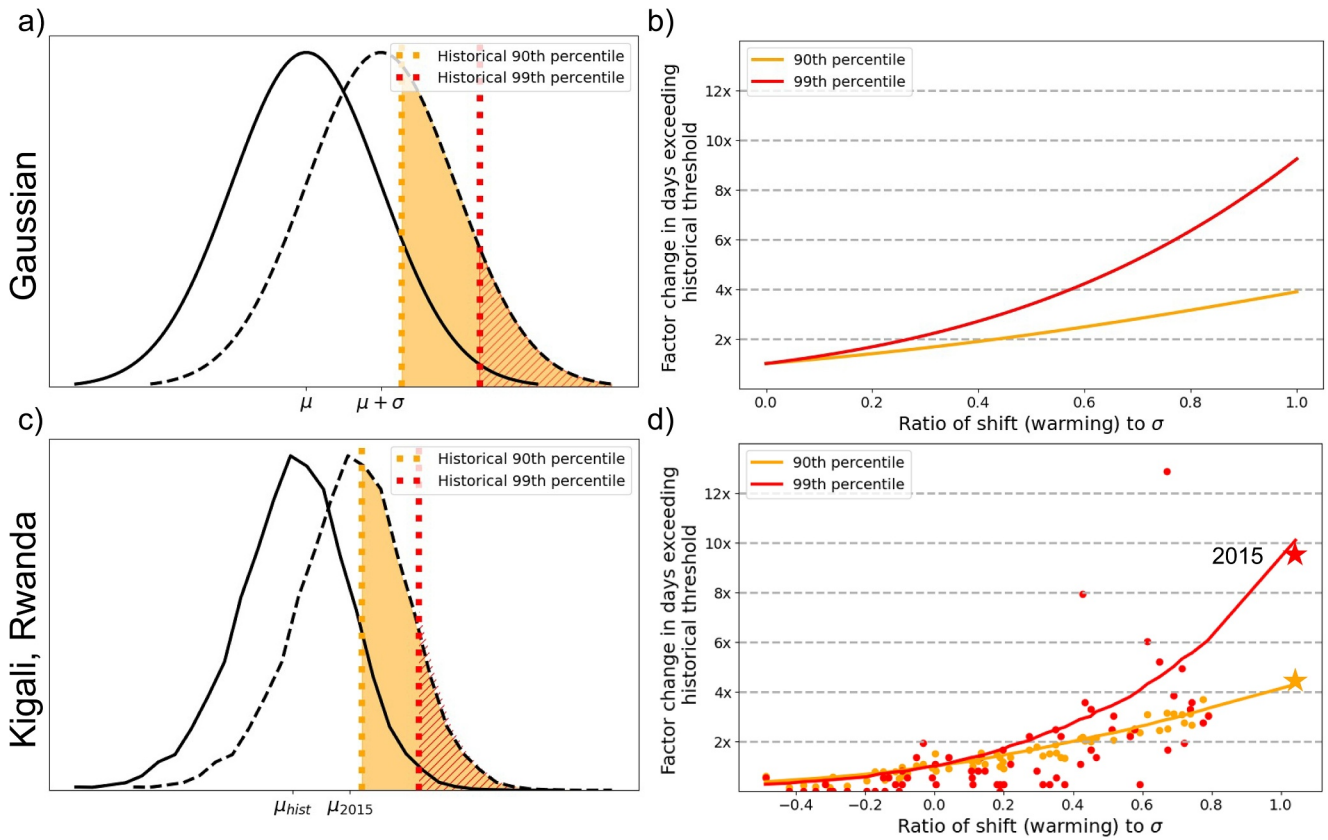 a)
Gaussian
Historical 90th percentile
Historical 99th percentile
μ
μ + σ
b)
Factor change in days exceeding
historical threshold
12x
10x
8x
6x
4x
2x
90th percentile
99th percentile
0.0 0.2 0.4 0.6 0.8 1.0
Ratio of shift (warming) to σ
c)
Kigali, Rwanda
Historical 90th percentile
Historical 99th percentile
μhist
μ2015
d)
Factor change in days exceeding
historical threshold
12x
10x
8x
6x
4x
2x
90th percentile
99th percentile
2015
−0.4 −0.2 0.0 0.2 0.4 0.6 0.8 1.0
Ratio of shift (warming) to σ